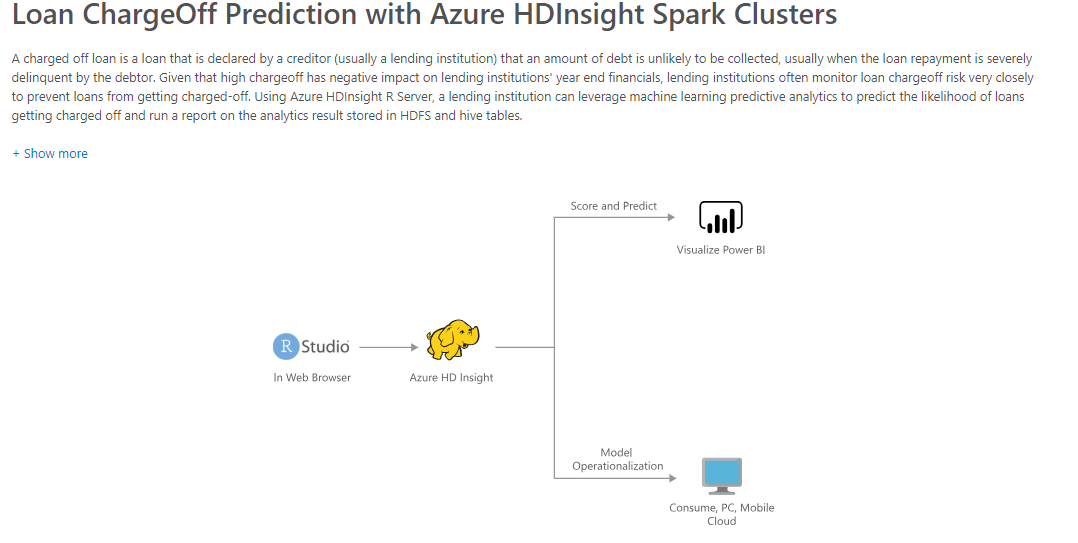 Loan ChargeOff Prediction with Azure HDInsight Spark Clusters
A charged off loan is a loan that is declared by a creditor (usually a lending institution) that an amount of debt is unlikely to be collected, usually when the loan repayment is severely
delinquent by the debtor. Given that high chargeoff has negative impact on lending institutions' year end financials, lending institutions often monitor loan chargeoff risk very closely
to prevent loans from getting charged-off. Using Azure HDInsight R Server, a lending institution can leverage machine learning predictive analytics to predict the likelihood of loans
getting charged off and run a report on the analytics result stored in HDFS and hive tables.
+ Show more
Score and Predict
Visualize Power BI
R Studio
In Web Browser
Azure HD Insight
Model
Operationalization
Consume, PC, Mobile
Cloud